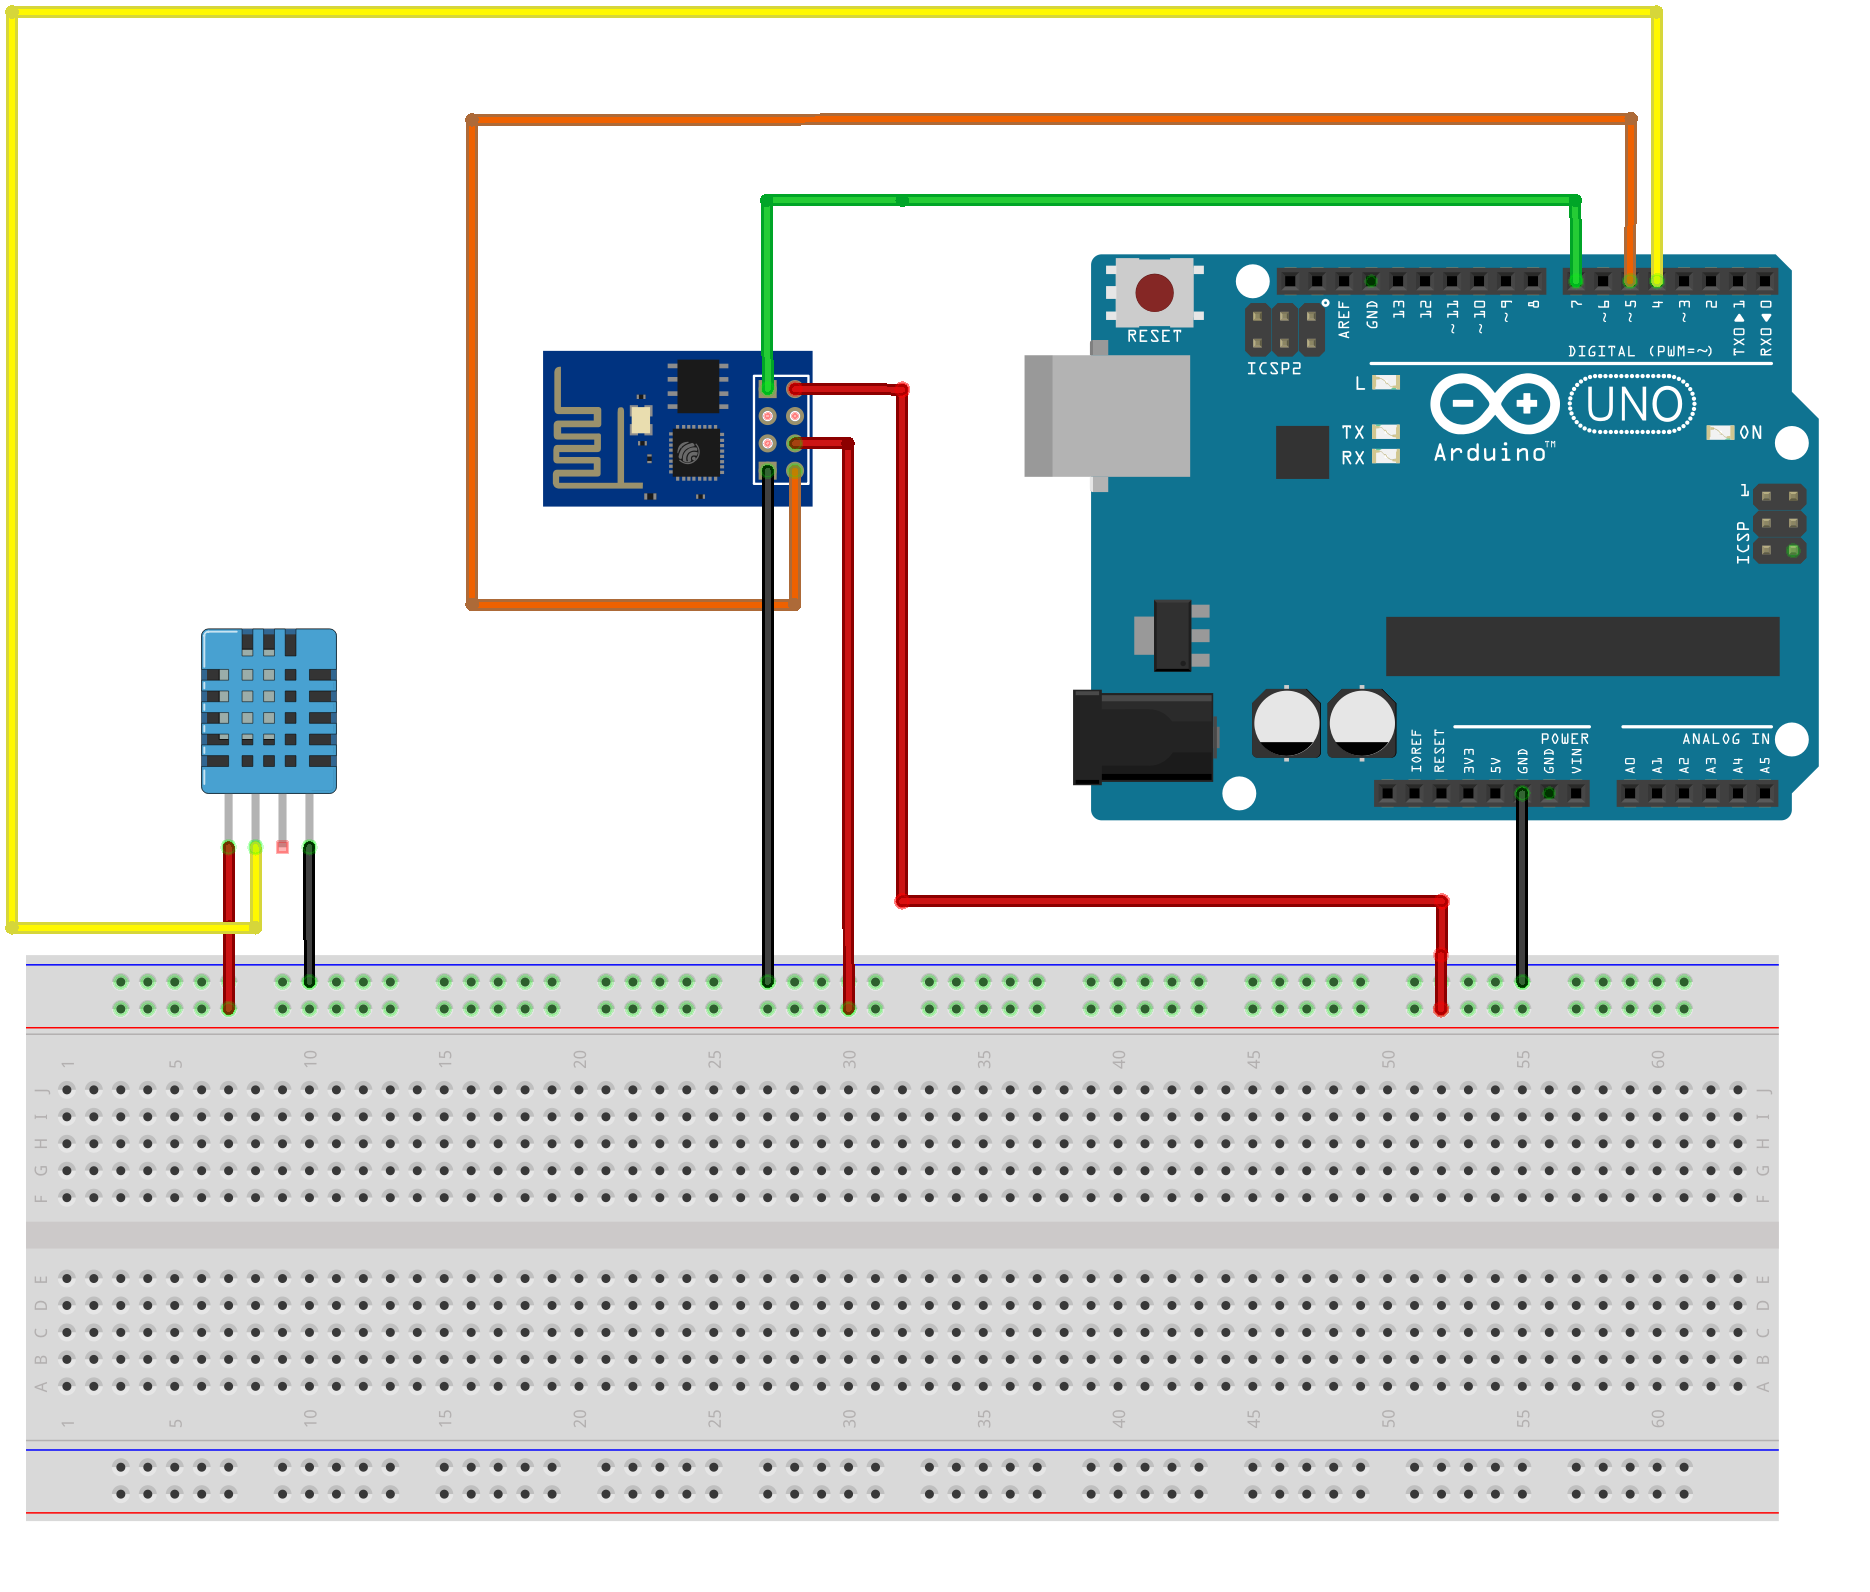 RESET
ICSP2
AREF
GND
13
12
~11
~10
~9
8
7
~6
~5
4
~3
2
TX0▶1
RX0◀0
DIGITAL (PWM=~)
L
TX
RX
UNO
Arduino™
ON
1
ICSP
IOREF
RESET
3V3
5V
GND
GND
VIN
POWER
ANALOG IN
A0
A1
A2
A3
A4
A5
1 5 10 15 20 25 30 35 40 45 50 55 60
J J
I I
H H
G G
F F
E E
D D
C C
B B
A A
1 5 10 15 20 25 30 35 40 45 50 55 60